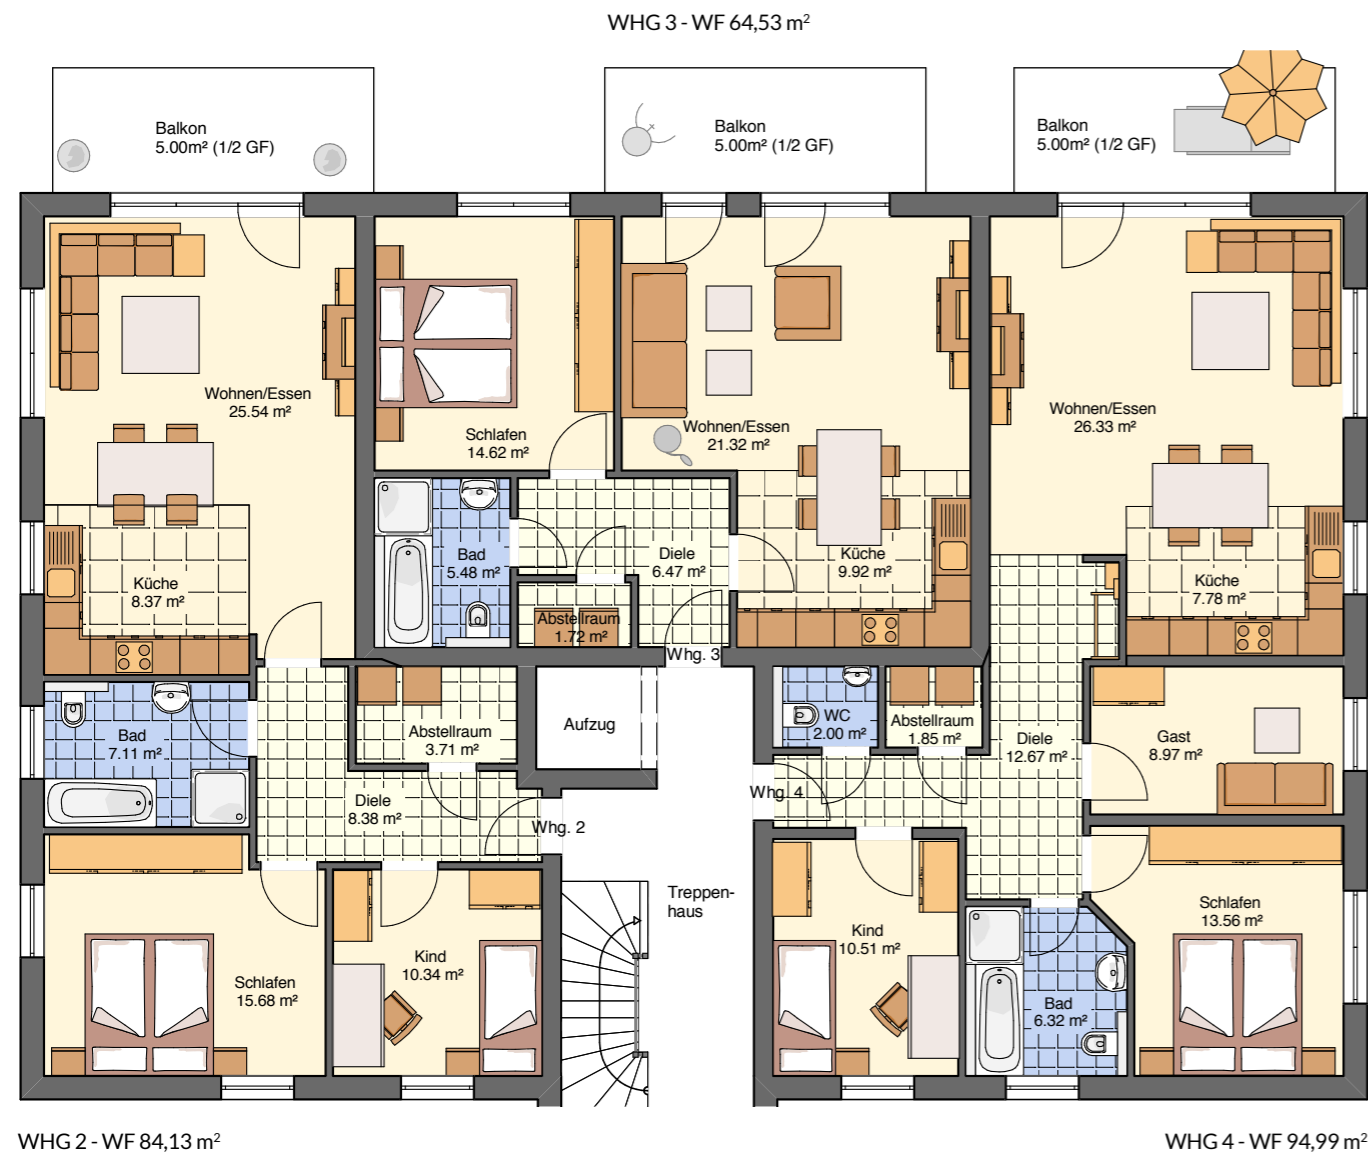 WHG 3 - WF 64,53 m²
Balkon
5.00m² (1/2 GF)
Balkon
5.00m² (1/2 GF)
Balkon
5.00m² (1/2 GF)
Wohnen/Essen
25.54 m²
Schlafen
14.62 m²
Wohnen/Essen
21.32 m²
Wohnen/Essen
26.33 m²
Küche
8.37 m²
Bad
5.48 m²
Diele
6.47 m²
Küche
9.92 m²
Küche
7.78 m²
Abstellraum
1.72 m²
Whg. 3
Bad
7.11 m²
Abstellraum
3.71 m²
Aufzug
WC
2.00 m²
Abstellraum
1.85 m²
Diele
12.67 m²
Gast
8.97 m²
Diele
8.38 m²
Whg. 2
Whg. 4
Treppen-
haus
Schlafen
15.68 m²
Kind
10.34 m²
Kind
10.51 m²
Bad
6.32 m²
Schlafen
13.56 m²
WHG 2 - WF 84,13 m²
WHG 4 - WF 94,99 m²